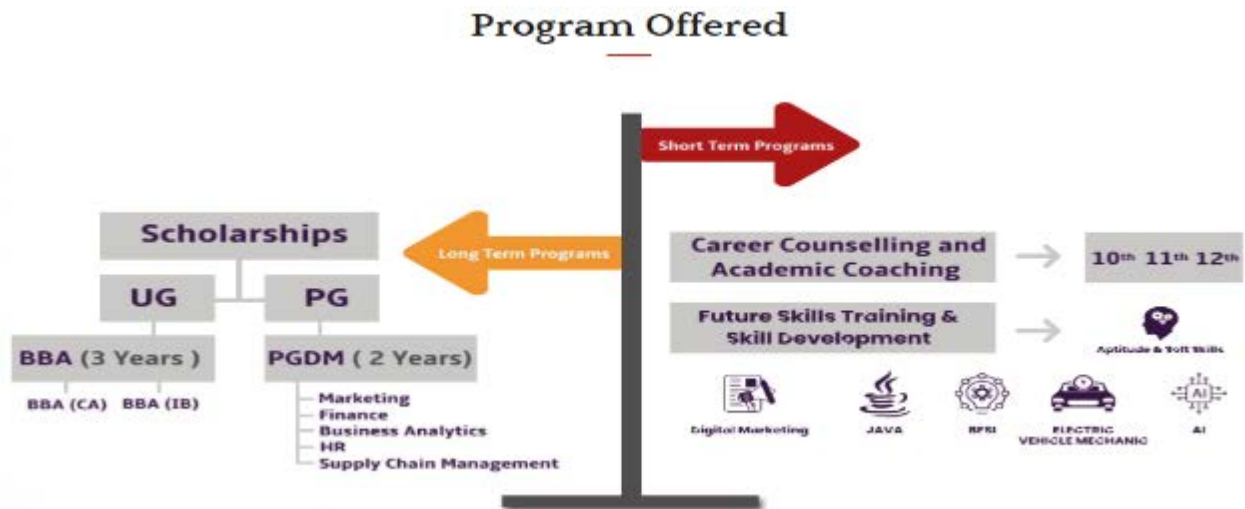 Program Offered
Short Term Programs
Long Term Programs
Scholarships
UG
PG
BBA (3 Years )
PGDM ( 2 Years)
BBA (CA)
BBA (IB)
Marketing
Finance
Business Analytics
HR
Supply Chain Management
Career Counselling and
Academic Coaching
10th 11th 12th
Future Skills Training &
Skill Development
Aptitude & Soft Skills
Digital Marketing
JAVA
BFSI
ELECTRIC
VEHICLE MECHANIC
AI
AI